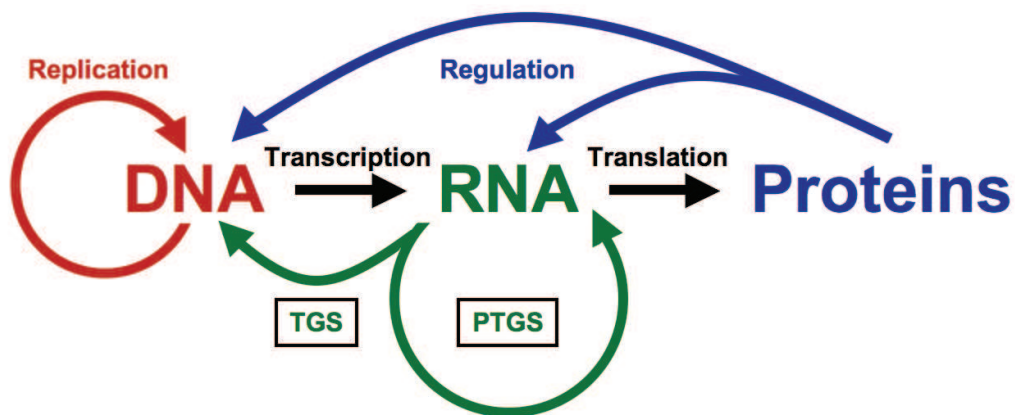 Replication
Regulation
Transcription
Translation
DNA
RNA
Proteins
TGS
PTGS